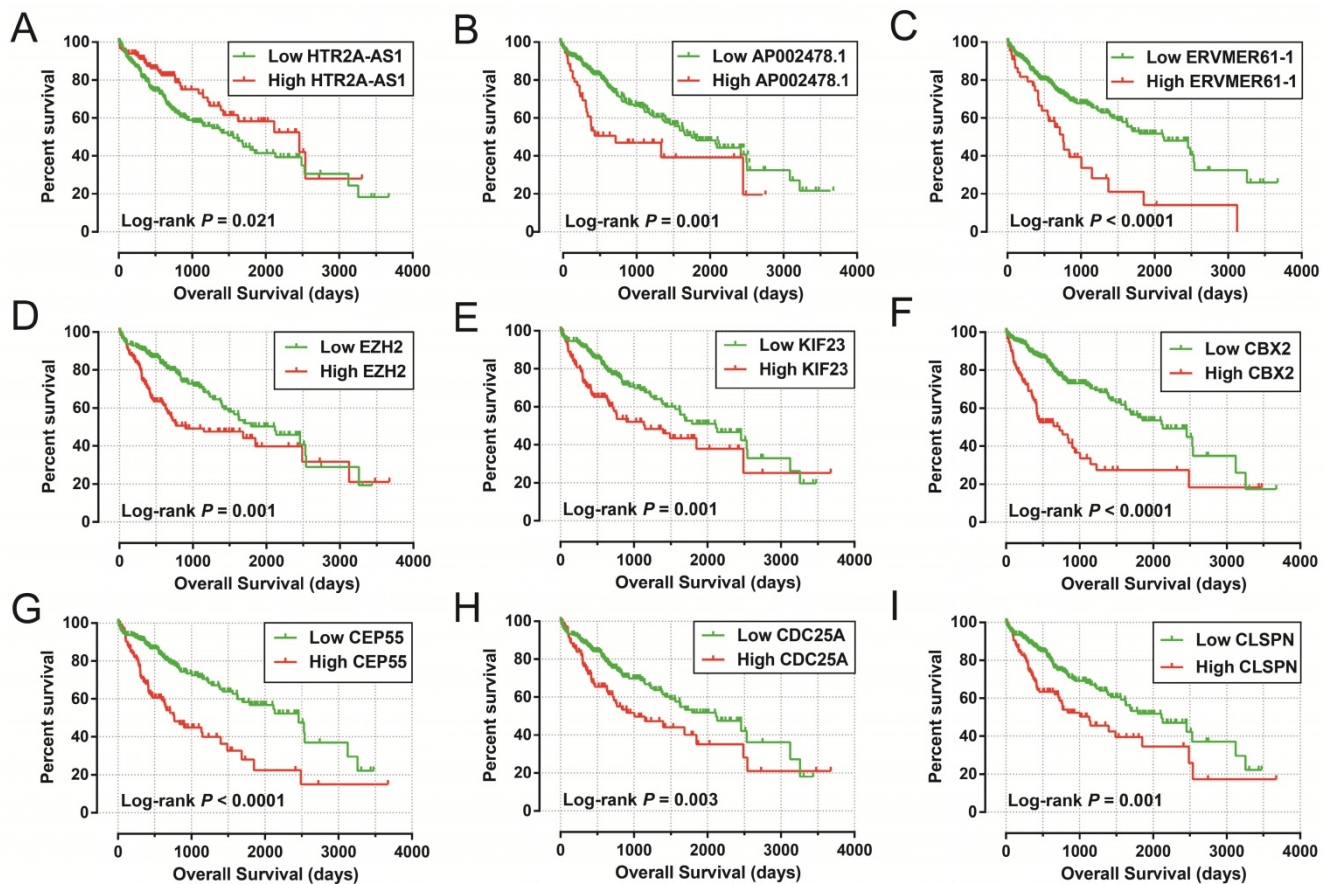 A
Percent survival
100
80
60
40
20
0
Low HTR2A-AS1
High HTR2A-AS1
Log-rank P = 0.021
0 1000 2000 3000 4000
Overall Survival (days)
B
Percent survival
100
80
60
40
20
0
Low AP002478.1
High AP002478.1
Log-rank P = 0.001
0 1000 2000 3000 4000
Overall Survival (days)
C
Percent survival
100
80
60
40
20
0
Low ERVMER61-1
High ERVMER61-1
Log-rank P < 0.0001
0 1000 2000 3000 4000
Overall Survival (days)
D
Percent survival
100
80
60
40
20
0
Low EZH2
High EZH2
Log-rank P = 0.001
0 1000 2000 3000 4000
Overall Survival (days)
E
Percent survival
100
80
60
40
20
0
Low KIF23
High KIF23
Log-rank P = 0.001
0 1000 2000 3000 4000
Overall Survival (days)
F
Percent survival
100
80
60
40
20
0
Low CBX2
High CBX2
Log-rank P < 0.0001
0 1000 2000 3000 4000
Overall Survival (days)
G
Percent survival
100
80
60
40
20
0
Low CEP55
High CEP55
Log-rank P < 0.0001
0 1000 2000 3000 4000
Overall Survival (days)
H
Percent survival
100
80
60
40
20
0
Low CDC25A
High CDC25A
Log-rank P = 0.003
0 1000 2000 3000 4000
Overall Survival (days)
I
Percent survival
100
80
60
40
20
0
Low CLSPN
High CLSPN
Log-rank P = 0.001
0 1000 2000 3000 4000
Overall Survival (days)